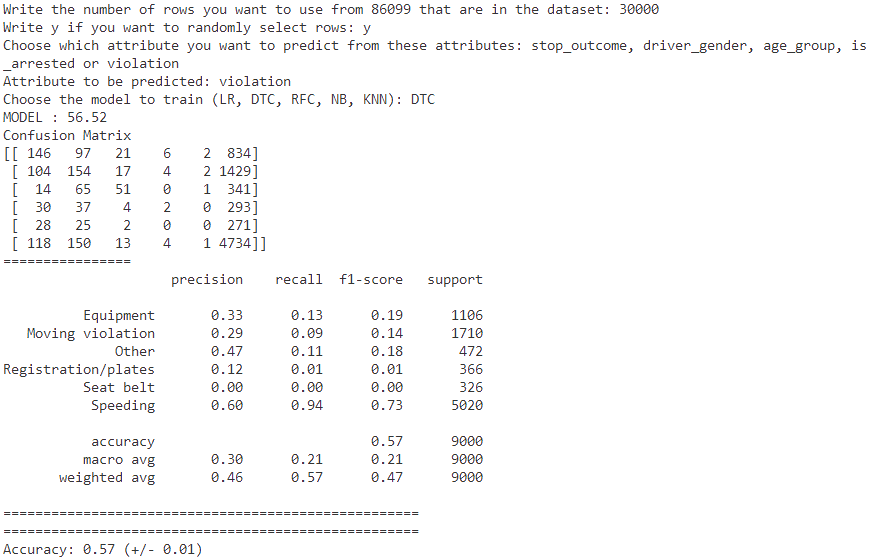 Write the number of rows you want to use from 86099 that are in the dataset: 30000
Write y if you want to randomly select rows: y
Choose which attribute you want to predict from these attributes: stop_outcome, driver_gender, age_group, is
_arrested or violation
Attribute to be predicted: violation
Choose the model to train (LR, DTC, RFC, NB, KNN): DTC
MODEL : 56.52
Confusion Matrix
[[ 146   97   21    6    2  834]
 [ 104  154   17    4    2 1429]
 [  14   65   51    0    1  341]
 [  30   37    4    2    0  293]
 [  28   25    2    0    0  271]
 [ 118  150   13    4    1 4734]]
================
                     precision    recall  f1-score   support

          Equipment       0.33      0.13      0.19      1106
   Moving violation       0.29      0.09      0.14      1710
              Other       0.47      0.11      0.18       472
Registration/plates       0.12      0.01      0.01       366
          Seat belt       0.00      0.00      0.00       326
           Speeding       0.60      0.94      0.73      5020

           accuracy                           0.57      9000
          macro avg       0.30      0.21      0.21      9000
       weighted avg       0.46      0.57      0.47      9000

====================================================
====================================================
Accuracy: 0.57 (+/- 0.01)